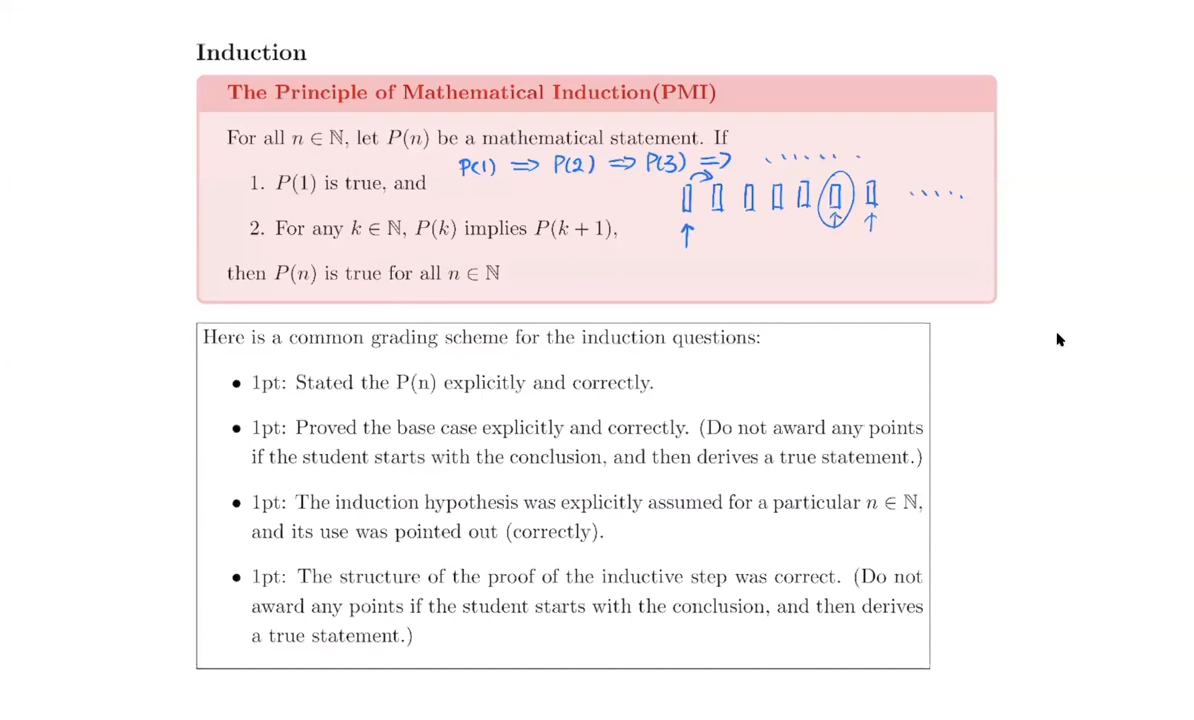 Induction
The Principle of Mathematical Induction(PMI)
For all n ∈ ℕ, let P(n) be a mathematical statement. If
P(1) ⇒ P(2) ⇒ P(3) ⇒ ......
1. P(1) is true, and
2. For any k ∈ ℕ, P(k) implies P(k + 1),
then P(n) is true for all n ∈ ℕ
Here is a common grading scheme for the induction questions:
• 1pt: Stated the P(n) explicitly and correctly.
• 1pt: Proved the base case explicitly and correctly. (Do not award any points
if the student starts with the conclusion, and then derives a true statement.)
• 1pt: The induction hypothesis was explicitly assumed for a particular n ∈ ℕ,
and its use was pointed out (correctly).
• 1pt: The structure of the proof of the inductive step was correct. (Do not
award any points if the student starts with the conclusion, and then derives
a true statement.)